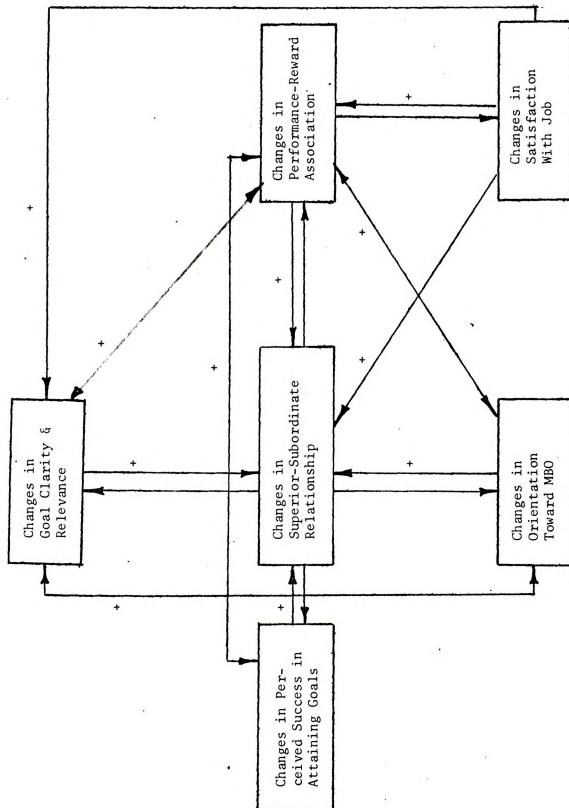 Changes in
Goal Clarity &
Relevance
+
+
+
+
Changes in Per-
ceived Success in
Attaining Goals
+
+
Changes in
Superior-Subordinate
Relationship
+
Changes in
Performance-Reward
Association
+
+
+
+
Changes in
Orientation
Toward MBO
Changes in
Satisfaction
With Job